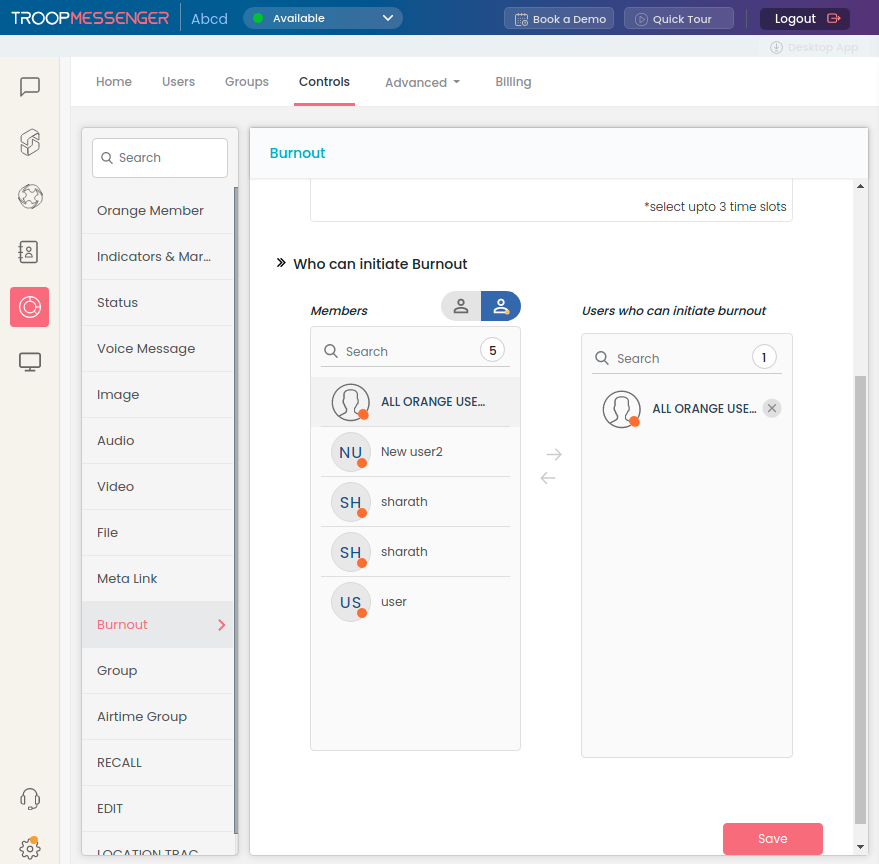 TROOPMESSENGER Abcd Available Book a Demo Quick Tour Logout
Desktop App
Home Users Groups Controls Advanced Billing
Search
Orange Member
Indicators & Mar...
Status
Voice Message
Image
Audio
Video
File
Meta Link
Burnout
Group
Airtime Group
RECALL
EDIT
LOCATION TRAC
Burnout
*select upto 3 time slots
Who can initiate Burnout
Members
Search 5
ALL ORANGE USE...
NU New user2
SH sharath
SH sharath
US user
Users who can initiate burnout
Search 1
ALL ORANGE USE...
Save